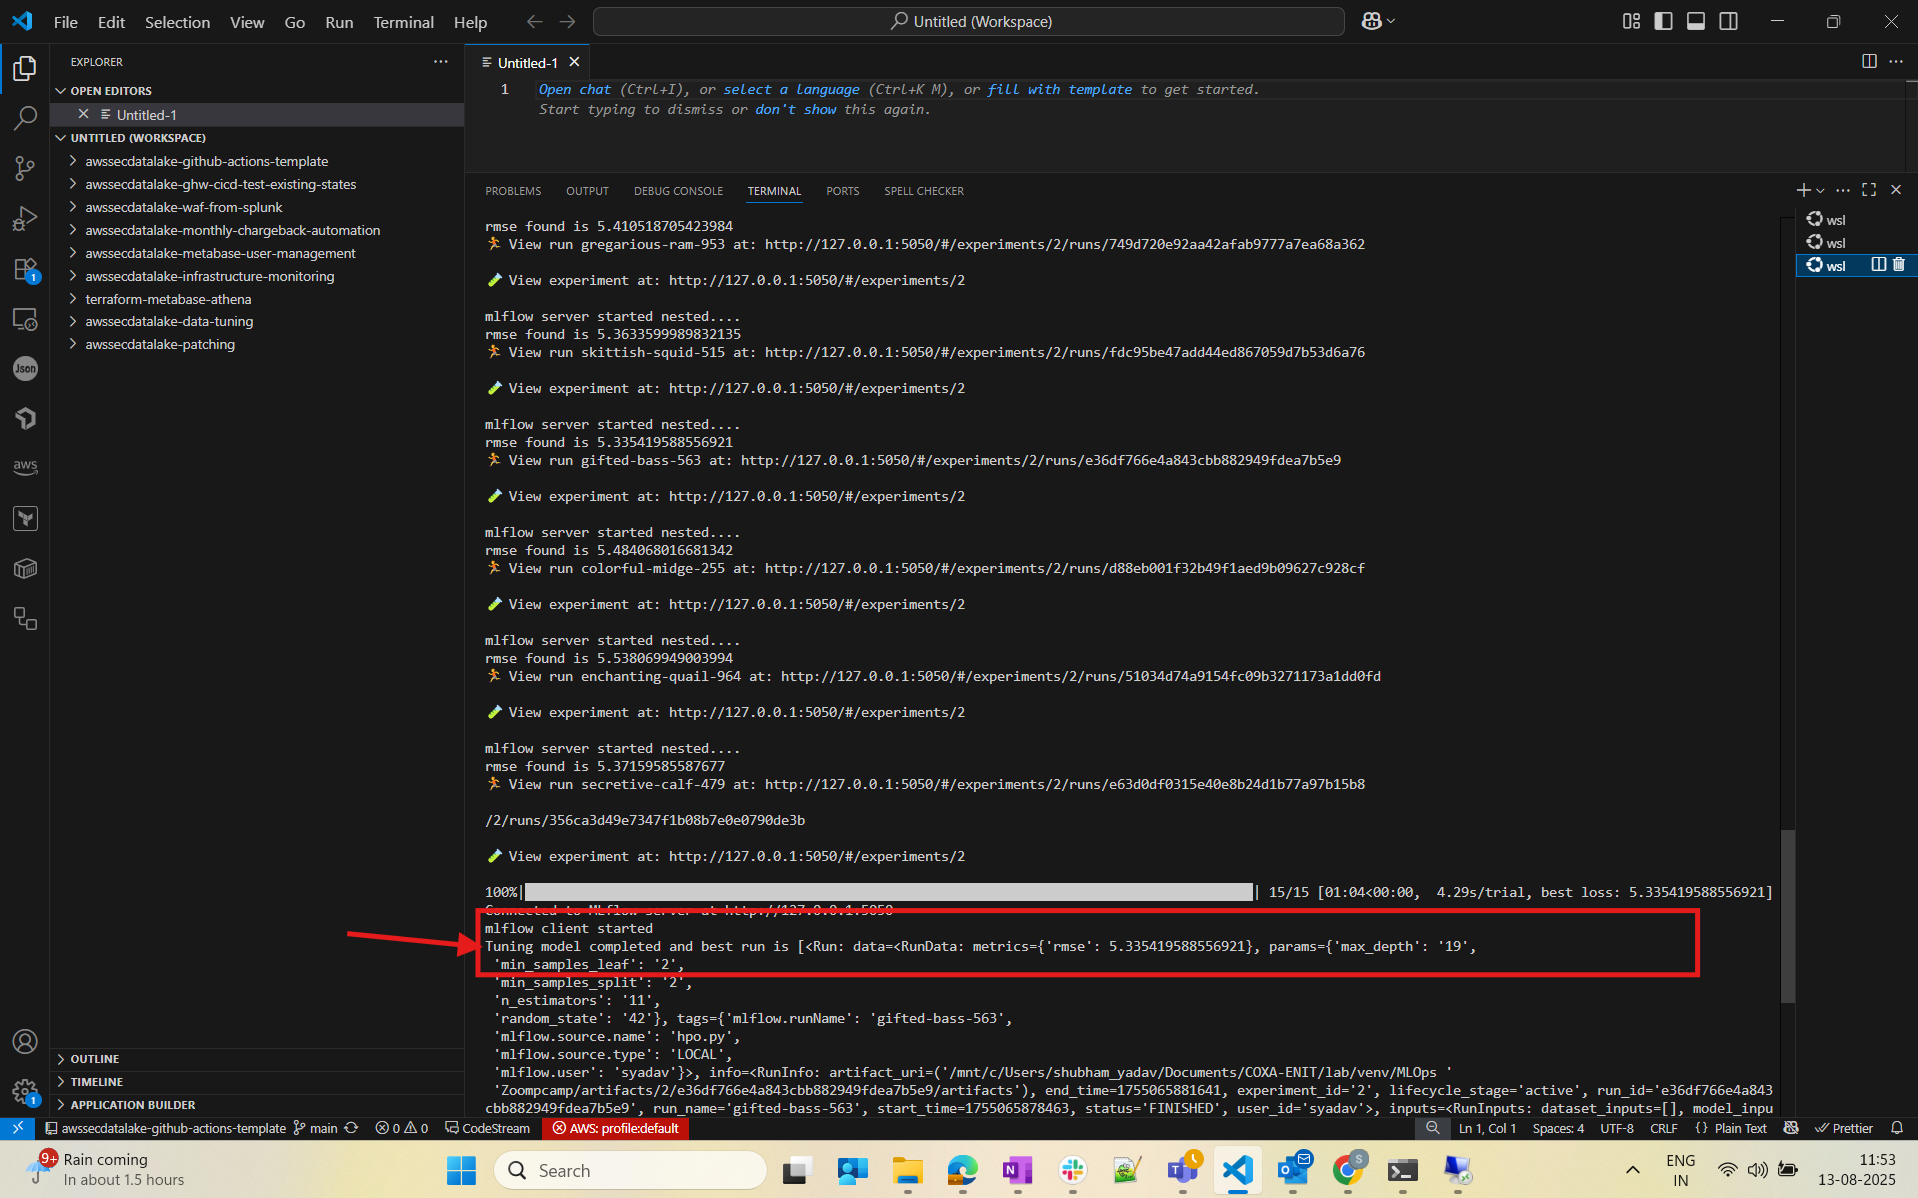 File Edit Selection View Go Run Terminal Help
Untitled (Workspace)
EXPLORER
OPEN EDITORS
Untitled-1
UNTITLED (WORKSPACE)
awssecdatalake-github-actions-template
awssecdatalake-ghw-cicd-test-existing-states
awssecdatalake-waf-from-splunk
awssecdatalake-monthly-chargeback-automation
awssecdatalake-metabase-user-management
awssecdatalake-infrastructure-monitoring
terraform-metabase-athena
awssecdatalake-data-tuning
awssecdatalake-patching
OUTLINE
TIMELINE
APPLICATION BUILDER
1
Json
aws
1
Untitled-1
1 Open chat (Ctrl+I), or select a language (Ctrl+K M), or fill with template to get started.
Start typing to dismiss or don't show this again.
PROBLEMS OUTPUT DEBUG CONSOLE TERMINAL PORTS SPELL CHECKER
wsl
wsl
wsl
rmse found is 5.410518705423984
View run gregarious-ram-953 at: http://127.0.0.1:5050/#/experiments/2/runs/749d720e92aa42afab9777a7ea68a362
View experiment at: http://127.0.0.1:5050/#/experiments/2
mlflow server started nested....
rmse found is 5.3633599989832135
View run skittish-squid-515 at: http://127.0.0.1:5050/#/experiments/2/runs/fdc95be47add44ed867059d7b53d6a76
View experiment at: http://127.0.0.1:5050/#/experiments/2
mlflow server started nested....
rmse found is 5.335419588556921
View run gifted-bass-563 at: http://127.0.0.1:5050/#/experiments/2/runs/e36df766e4a843cbb882949fdea7b5e9
View experiment at: http://127.0.0.1:5050/#/experiments/2
mlflow server started nested....
rmse found is 5.484068016681342
View run colorful-midge-255 at: http://127.0.0.1:5050/#/experiments/2/runs/d88eb001f32b49f1aed9b09627c928cf
View experiment at: http://127.0.0.1:5050/#/experiments/2
mlflow server started nested....
rmse found is 5.538069949003994
View run enchanting-quail-964 at: http://127.0.0.1:5050/#/experiments/2/runs/51034d74a9154fc09b3271173a1dd0fd
View experiment at: http://127.0.0.1:5050/#/experiments/2
mlflow server started nested....
rmse found is 5.37159585587677
View run secretive-calf-479 at: http://127.0.0.1:5050/#/experiments/2/runs/e63d0df0315e40e8b24d1b77a97b15b8
/2/runs/356ca3d49e7347f1b08b7e0e0790de3b
View experiment at: http://127.0.0.1:5050/#/experiments/2
100%| | 15/15 [01:04<00:00, 4.29s/trial, best loss: 5.335419588556921]
Connected to MLflow server at http://127.0.0.1:5050
mlflow client started
Tuning model completed and best run is [<Run: data=<RunData: metrics={'rmse': 5.335419588556921}, params={'max_depth': '19',
'min_samples_leaf': '2',
'min_samples_split': '2',
'n_estimators': '11',
'random_state': '42'}, tags={'mlflow.runName': 'gifted-bass-563',
'mlflow.source.name': 'hpo.py',
'mlflow.source.type': 'LOCAL',
'mlflow.user': 'syadav'}>, info=<RunInfo: artifact_uri=('/mnt/c/Users/shubham_yadav/Documents/COXA-ENIT/lab/venv/MLOps '
'Zoompcamp/artifacts/2/e36df766e4a843cbb882949fdea7b5e9/artifacts'), end_time=1755065881641, experiment_id='2', lifecycle_stage='active', run_id='e36df766e4a843
cbb882949fdea7b5e9', run_name='gifted-bass-563', start_time=1755065878463, status='FINISHED', user_id='syadav'>, inputs=<RunInputs: dataset_inputs=[], model_inpu
awssecdatalake-github-actions-template main 0 0 CodeStream AWS: profile:default Ln 1, Col 1 Spaces: 4 UTF-8 CRLF {} Plain Text Prettier
9+ Rain coming
In about 1.5 hours
Search
S
ENG
IN
11:53
13-08-2025